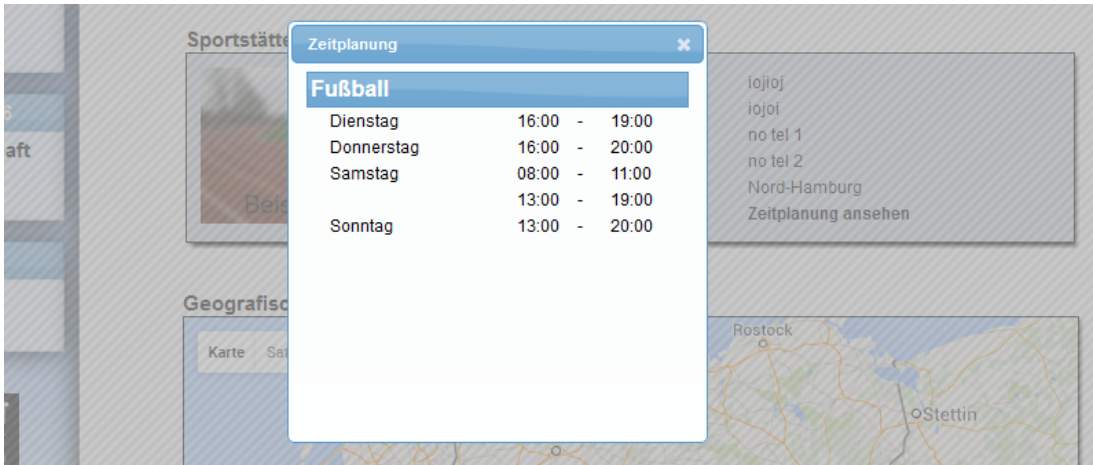 Sportstätte
Zeitplanung
Fußball
Dienstag 16:00 - 19:00
Donnerstag 16:00 - 20:00
Samstag 08:00 - 11:00
13:00 - 19:00
Sonntag 13:00 - 20:00
aft
Beis
iojioj
iojoi
no tel 1
no tel 2
Nord-Hamburg
Zeitplanung ansehen
Geografisc
Karte Sat
Rostock
Stettin